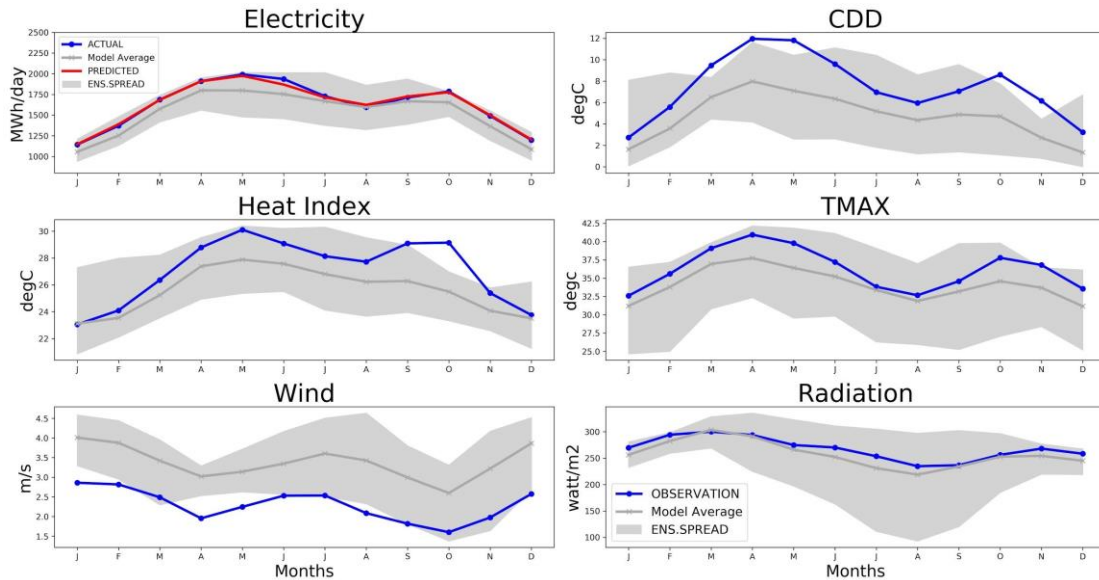 Electricity
MWh/day
2500
2250
2000
1750
1500
1250
1000
ACTUAL
Model Average
PREDICTED
ENS.SPREAD
J F M A M J J A S O N D
CDD
degC
12
10
8
6
4
2
0
J F M A M J J A S O N D
Heat Index
degC
30
28
26
24
22
J F M A M J J A S O N D
TMAX
degc
42.5
40.0
37.5
35.0
32.5
30.0
27.5
25.0
J F M A M J J A S O N D
Wind
m/s
4.5
4.0
3.5
3.0
2.5
2.0
1.5
J F M A M J J A S O N D
Months
Radiation
watt/m2
300
250
200
150
100
OBSERVATION
Model Average
ENS.SPREAD
J F M A M J J A S O N D
Months